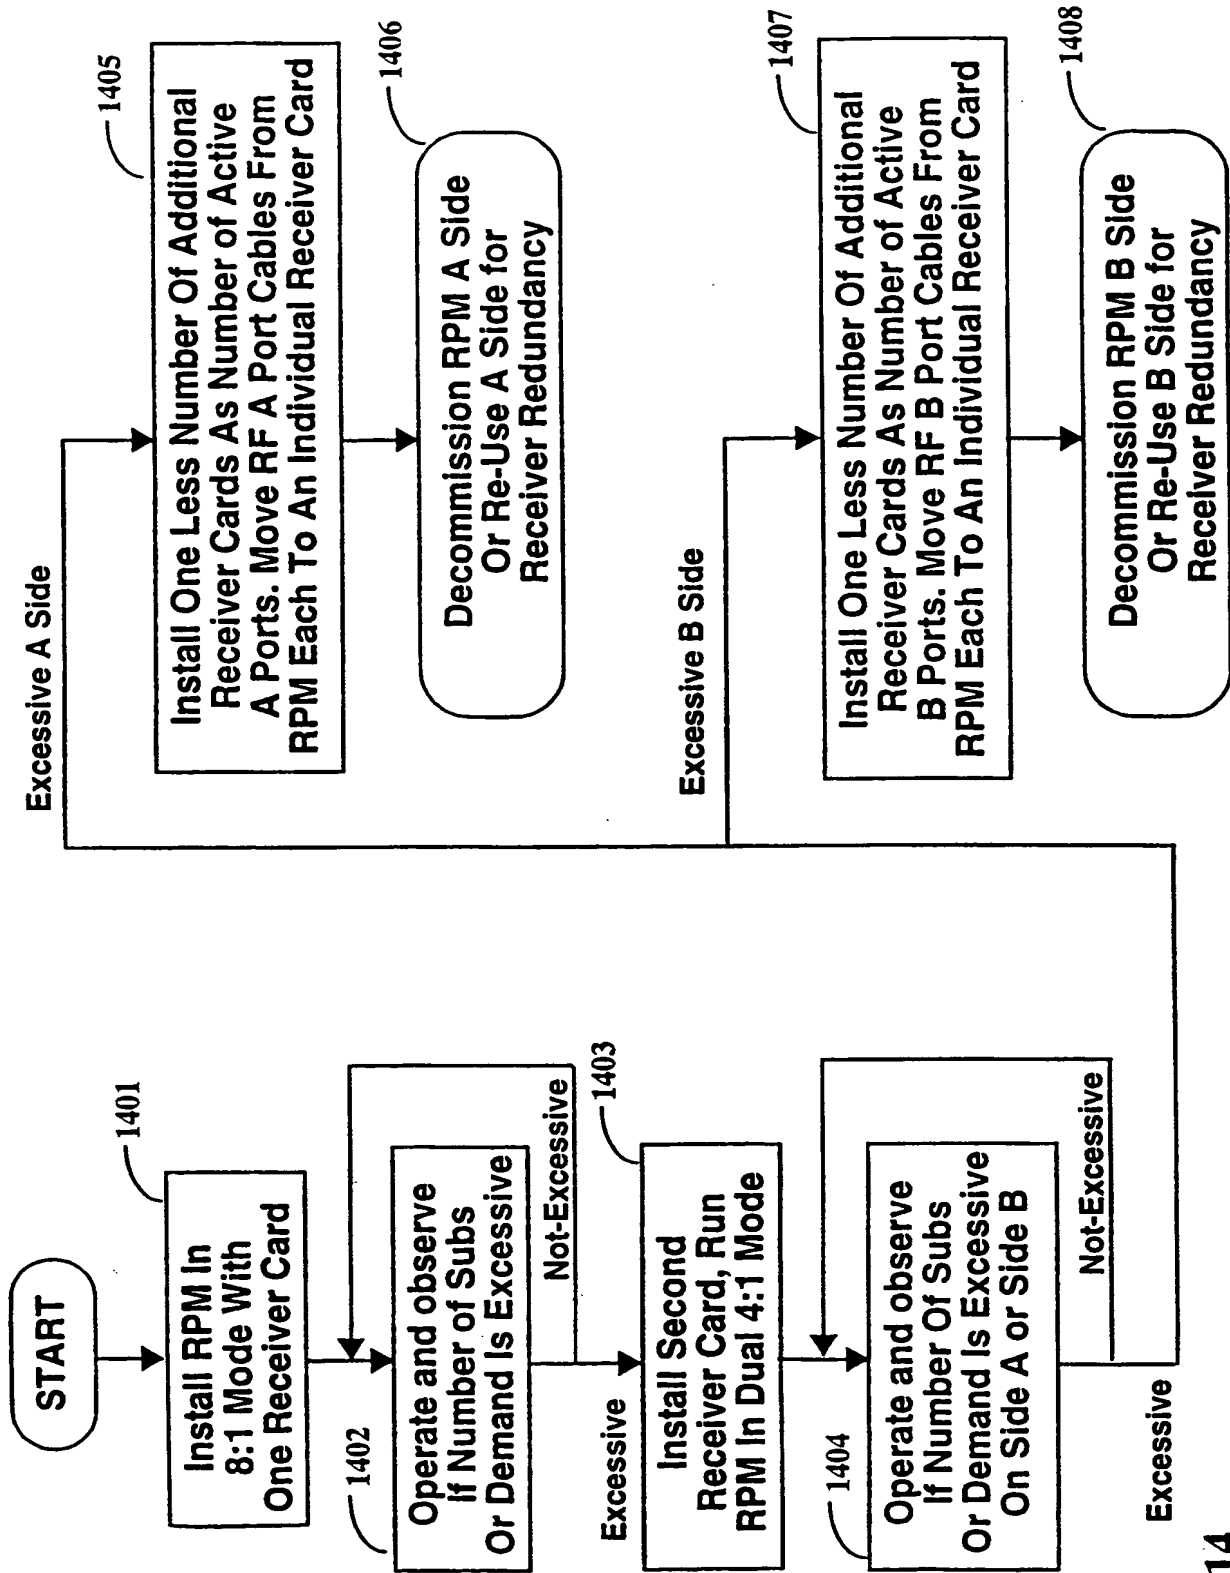 START
1401
Install RPM In
8:1 Mode With
One Receiver Card
1402
Operate and observe
If Number of Subs
Or Demand Is Excessive
Not-Excessive
Excessive
1403
Install Second
Receiver Card, Run
RPM In Dual 4:1 Mode
1404
Operate and observe
If Number Of Subs
Or Demand Is Excessive
On Side A or Side B
Not-Excessive
Excessive
Excessive A Side
1405
Install One Less Number Of Additional
Receiver Cards As Number of Active
A Ports. Move RF A Port Cables From
RPM Each To An Individual Receiver Card
1406
Decommission RPM A Side
Or Re-Use A Side for
Receiver Redundancy
Excessive B Side
1407
Install One Less Number Of Additional
Receiver Cards As Number of Active
B Ports. Move RF B Port Cables From
RPM Each To An Individual Receiver Card
1408
Decommission RPM B Side
Or Re-Use B Side for
Receiver Redundancy
14